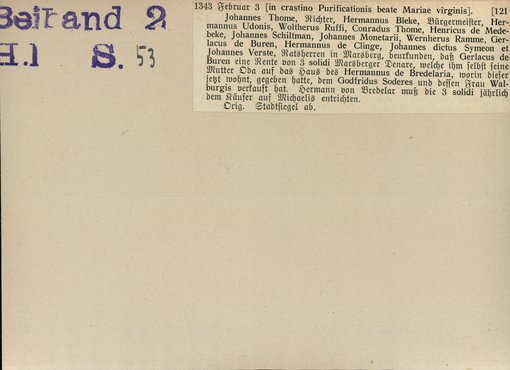 Beiband 2
H.1 S. 53
1343 Februar 3 [in crastino Purificationis beate Mariae virginis]. [121
Johannes Thome, Richter, Hermannus Bleke, Bürgermeister, Her-
mannus Udonis, Woltherus Ruffi, Conradus Thome, Henricus de Mede-
beke, Johannes Schiltman, Johannes Monetarii, Wernherus Ramme, Ger-
lacus de Buren, Hermannus de Clinge, Johannes dictus Symeon et
Johannes Verste, Ratsherren in Marsberg, beurkunden, daß Gerlacus de
Buren eine Rente von 3 solidi Marsberger Denare, welche ihm selbst seine
Mutter Oda auf das Haus des Hermannus de Bredelaria, worin dieser
jetzt wohnt, gegeben hatte, dem Godfridus Soderes und dessen Frau Wal-
burgis verkauft hat. Hermann von Bredelar muß die 3 solidi jährlich
dem Käufer auf Michaelis entrichten.
Orig. Stadtsiegel ab.